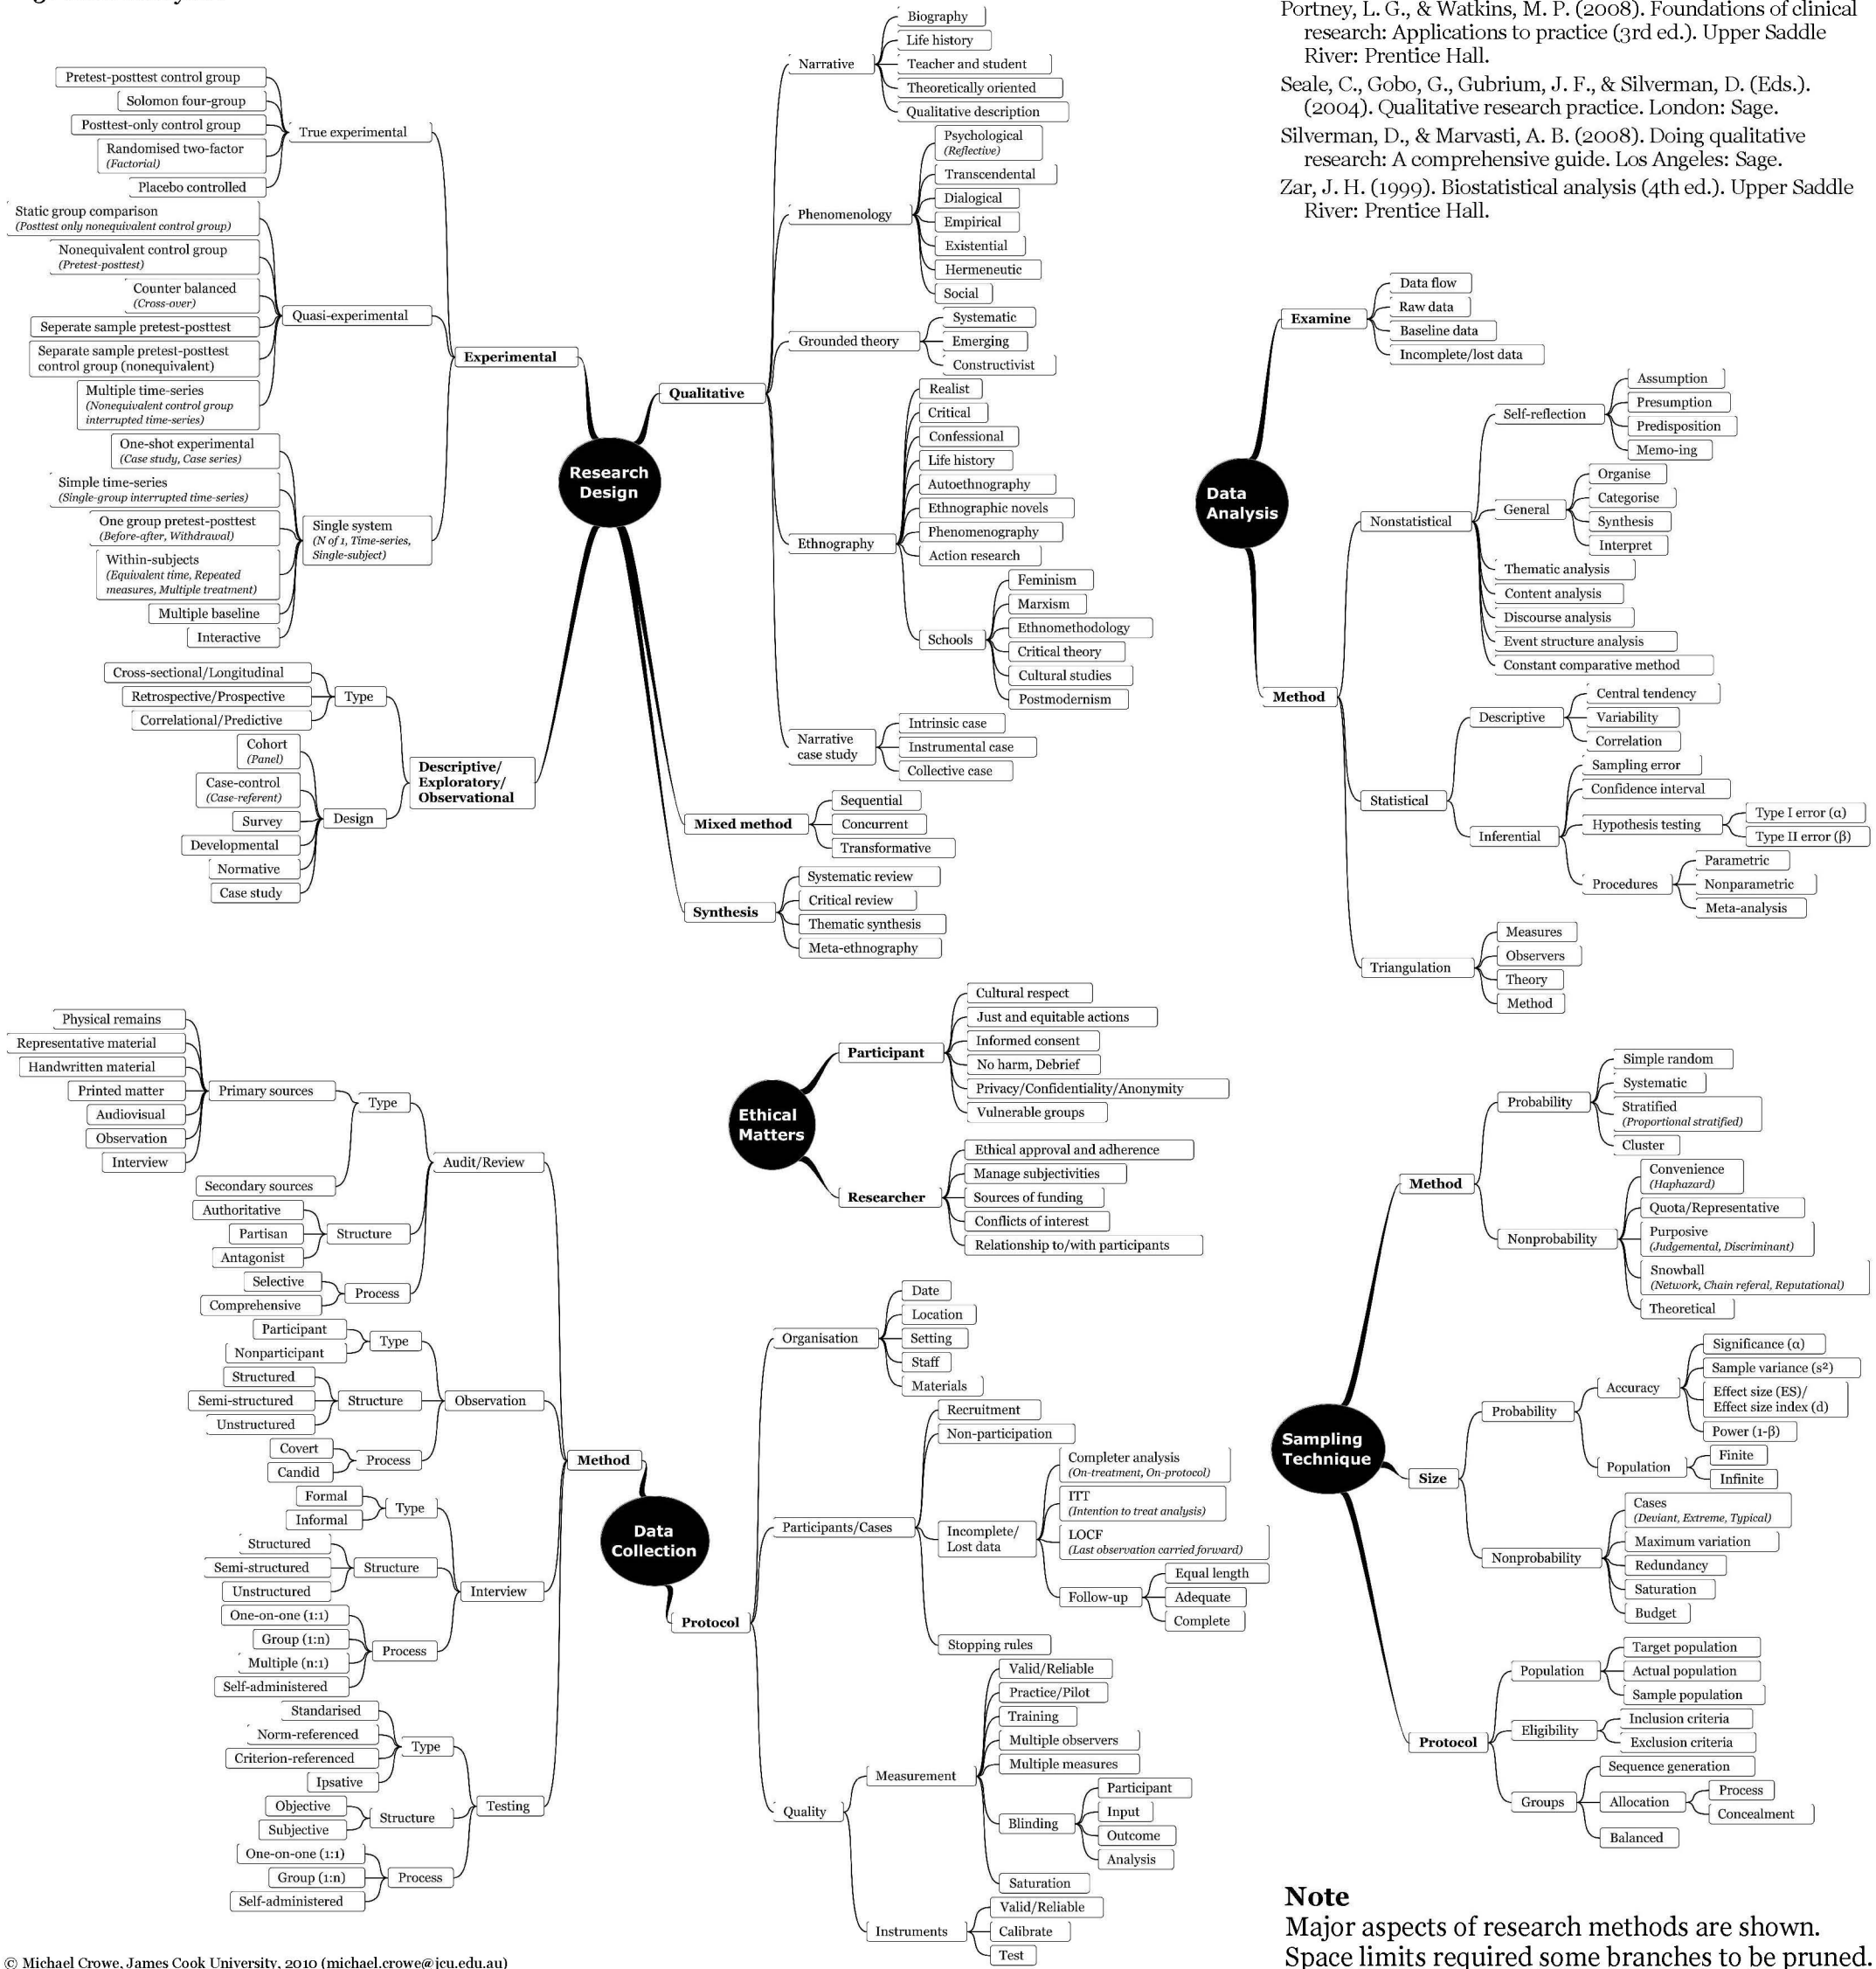 Portney, L. G., & Watkins, M. P. (2008). Foundations of clinical
research: Applications to practice (3rd ed.). Upper Saddle
River: Prentice Hall.
Seale, C., Gobo, G., Gubrium, J. F., & Silverman, D. (Eds.).
(2004). Qualitative research practice. London: Sage.
Silverman, D., & Marvasti, A. B. (2008). Doing qualitative
research: A comprehensive guide. Los Angeles: Sage.
Zar, J. H. (1999). Biostatistical analysis (4th ed.). Upper Saddle
River: Prentice Hall.
Research
Design
Experimental
True experimental
Pretest-posttest control group
Solomon four-group
Posttest-only control group
Randomised two-factor
(Factorial)
Placebo controlled
Quasi-experimental
Static group comparison
(Posttest only nonequivalent control group)
Nonequivalent control group
(Pretest-posttest)
Counter balanced
(Cross-over)
Seperate sample pretest-posttest
Separate sample pretest-posttest
control group (nonequivalent)
Multiple time-series
(Nonequivalent control group
interrupted time-series)
Single system
(N of 1, Time-series,
Single-subject)
One-shot experimental
(Case study, Case series)
Simple time-series
(Single-group interrupted time-series)
One group pretest-posttest
(Before-after, Withdrawal)
Within-subjects
(Equivalent time, Repeated
measures, Multiple treatment)
Multiple baseline
Interactive
Descriptive/
Exploratory/
Observational
Type
Cross-sectional/Longitudinal
Retrospective/Prospective
Correlational/Predictive
Design
Cohort
(Panel)
Case-control
(Case-referent)
Survey
Developmental
Normative
Case study
Qualitative
Narrative
Biography
Life history
Teacher and student
Theoretically oriented
Qualitative description
Phenomenology
Psychological
(Reflective)
Transcendental
Dialogical
Empirical
Existential
Hermeneutic
Social
Grounded theory
Systematic
Emerging
Constructivist
Ethnography
Realist
Critical
Confessional
Life history
Autoethnography
Ethnographic novels
Phenomenography
Action research
Schools
Feminism
Marxism
Ethnomethodology
Critical theory
Cultural studies
Postmodernism
Narrative
case study
Intrinsic case
Instrumental case
Collective case
Mixed method
Sequential
Concurrent
Transformative
Synthesis
Systematic review
Critical review
Thematic synthesis
Meta-ethnography
Data
Analysis
Examine
Data flow
Raw data
Baseline data
Incomplete/lost data
Method
Nonstatistical
Self-reflection
Assumption
Presumption
Predisposition
Memo-ing
General
Organise
Categorise
Synthesis
Interpret
Thematic analysis
Content analysis
Discourse analysis
Event structure analysis
Constant comparative method
Statistical
Descriptive
Central tendency
Variability
Correlation
Inferential
Sampling error
Confidence interval
Hypothesis testing
Type I error (α)
Type II error (β)
Procedures
Parametric
Nonparametric
Meta-analysis
Triangulation
Measures
Observers
Theory
Method
Ethical
Matters
Participant
Cultural respect
Just and equitable actions
Informed consent
No harm, Debrief
Privacy/Confidentiality/Anonymity
Vulnerable groups
Researcher
Ethical approval and adherence
Manage subjectivities
Sources of funding
Conflicts of interest
Relationship to/with participants
Data
Collection
Method
Audit/Review
Type
Primary sources
Physical remains
Representative material
Handwritten material
Printed matter
Audiovisual
Observation
Interview
Secondary sources
Structure
Authoritative
Partisan
Antagonist
Process
Selective
Comprehensive
Observation
Type
Participant
Nonparticipant
Structure
Structured
Semi-structured
Unstructured
Process
Covert
Candid
Interview
Type
Formal
Informal
Structure
Structured
Semi-structured
Unstructured
Process
One-on-one (1:1)
Group (1:n)
Multiple (n:1)
Self-administered
Testing
Type
Standarised
Norm-referenced
Criterion-referenced
Ipsative
Structure
Objective
Subjective
Process
One-on-one (1:1)
Group (1:n)
Self-administered
Protocol
Organisation
Date
Location
Setting
Staff
Materials
Participants/Cases
Recruitment
Non-participation
Incomplete/
Lost data
Completer analysis
(On-treatment, On-protocol)
ITT
(Intention to treat analysis)
LOCF
(Last observation carried forward)
Follow-up
Equal length
Adequate
Complete
Stopping rules
Quality
Measurement
Valid/Reliable
Practice/Pilot
Training
Multiple observers
Multiple measures
Blinding
Participant
Input
Outcome
Analysis
Saturation
Instruments
Valid/Reliable
Calibrate
Test
Sampling
Technique
Method
Probability
Simple random
Systematic
Stratified
(Proportional stratified)
Cluster
Nonprobability
Convenience
(Haphazard)
Quota/Representative
Purposive
(Judgemental, Discriminant)
Snowball
(Network, Chain referal, Reputational)
Theoretical
Size
Probability
Accuracy
Significance (α)
Sample variance (s²)
Effect size (ES)/
Effect size index (d)
Power (1-β)
Population
Finite
Infinite
Nonprobability
Cases
(Deviant, Extreme, Typical)
Maximum variation
Redundancy
Saturation
Budget
Protocol
Population
Target population
Actual population
Sample population
Eligibility
Inclusion criteria
Exclusion criteria
Groups
Sequence generation
Allocation
Process
Concealment
Balanced
Note
Major aspects of research methods are shown.
Space limits required some branches to be pruned.
© Michael Crowe, James Cook University, 2010 (michael.crowe@jcu.edu.au)